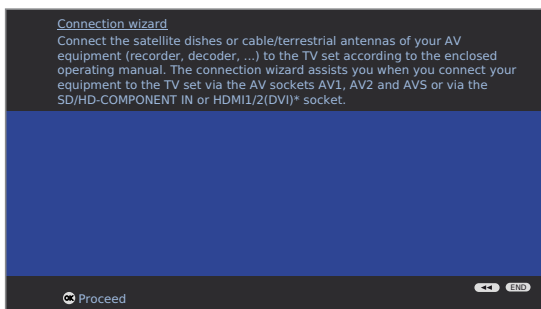 Connection wizard
Connect the satellite dishes or cable/terrestrial antennas of your AV
equipment (recorder, decoder, ...) to the TV set according to the enclosed
operating manual. The connection wizard assists you when you connect your
equipment to the TV set via the AV sockets AV1, AV2 and AVS or via the
SD/HD-COMPONENT IN or HDMI1/2(DVI)* socket.
END
OK Proceed